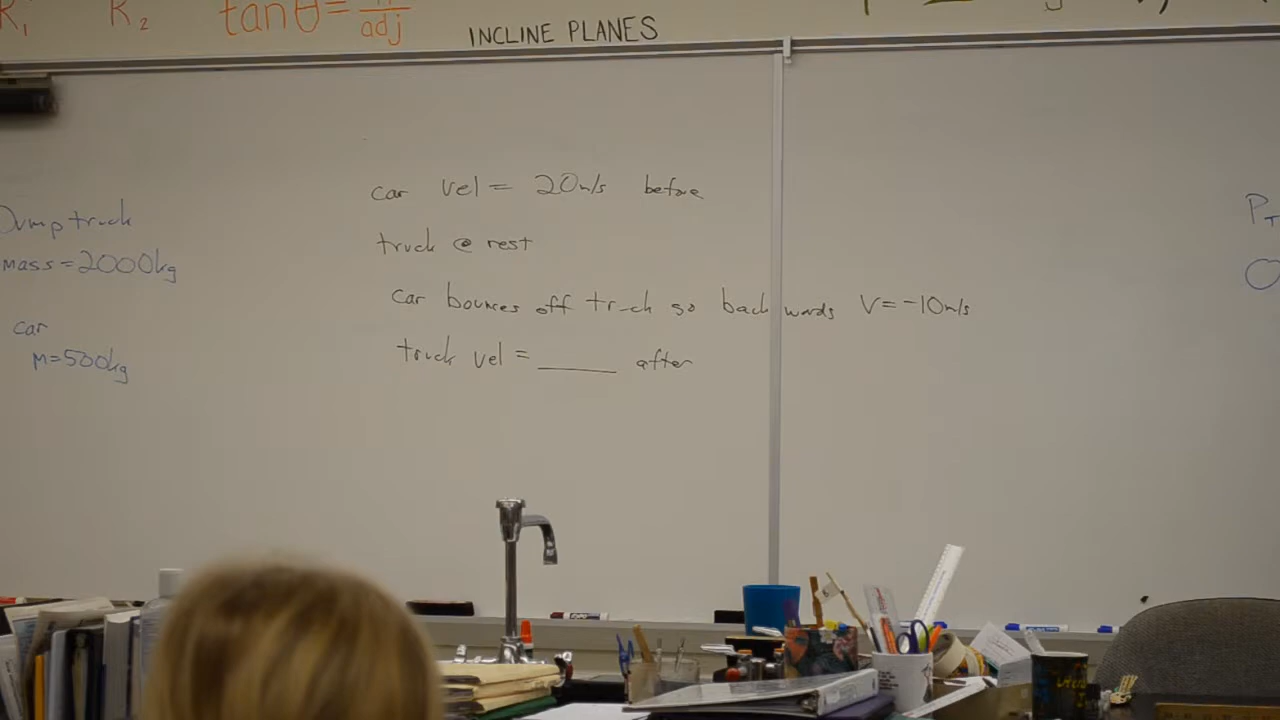 K₁ K₂ tanθ = adj
INCLINE PLANES
Dump truck
mass = 2000kg
car
M=500kg
car vel = 20m/s before
truck @ rest
car bounces off truck so backwards V=-10m/s
truck vel = ______ after
P_T